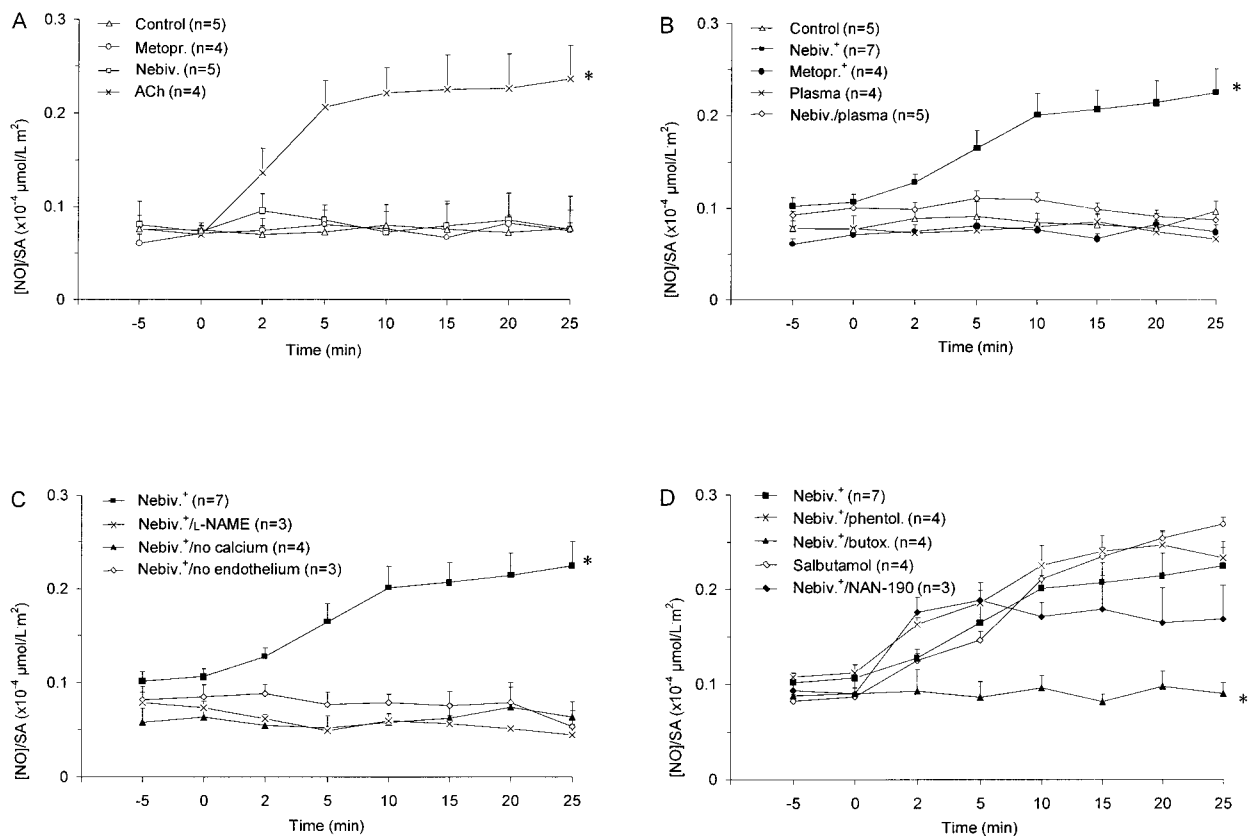 A
Control (n=5)
Metopr. (n=4)
Nebiv. (n=5)
ACh (n=4)
[NO]/SA (x10⁻⁴ µmol/L·m²)
0.3
0.2
0.1
0
*
-5 0 2 5 10 15 20 25
Time (min)
B
Control (n=5)
Nebiv.⁺ (n=7)
Metopr.⁺ (n=4)
Plasma (n=4)
Nebiv./plasma (n=5)
[NO]/SA (x10⁻⁴ µmol/L·m²)
0.3
0.2
0.1
0
*
-5 0 2 5 10 15 20 25
Time (min)
C
Nebiv.⁺ (n=7)
Nebiv.⁺/L-NAME (n=3)
Nebiv.⁺/no calcium (n=4)
Nebiv.⁺/no endothelium (n=3)
[NO]/SA (x10⁻⁴ µmol/L·m²)
0.3
0.2
0.1
0
*
-5 0 2 5 10 15 20 25
Time (min)
D
Nebiv.⁺ (n=7)
Nebiv.⁺/phentol. (n=4)
Nebiv.⁺/butox. (n=4)
Salbutamol (n=4)
Nebiv.⁺/NAN-190 (n=3)
[NO]/SA (x10⁻⁴ µmol/L·m²)
0.3
0.2
0.1
0
*
-5 0 2 5 10 15 20 25
Time (min)